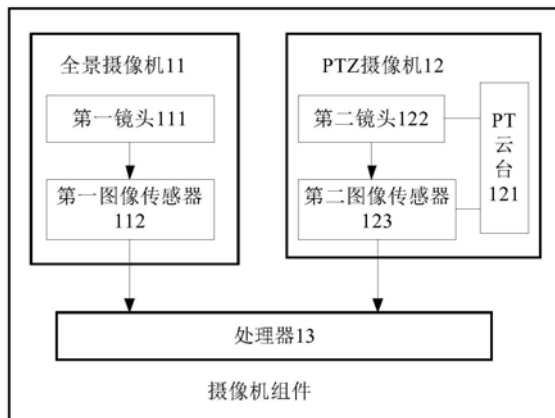 全景摄像机11
第一镜头111
第一图像传感器
112
PTZ摄像机12
第二镜头122
第二图像传感器
123
PT
云
台
121
处理器13
摄像机组件